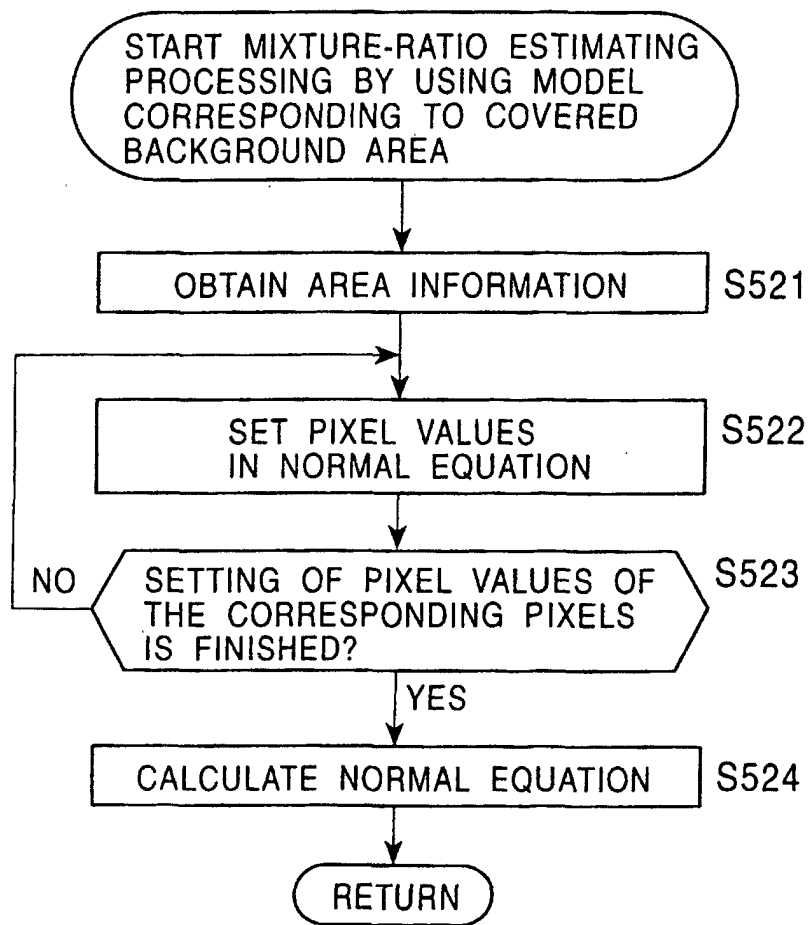 START MIXTURE-RATIO ESTIMATING
PROCESSING BY USING MODEL
CORRESPONDING TO COVERED
BACKGROUND AREA
OBTAIN AREA INFORMATION
S521
SET PIXEL VALUES
IN NORMAL EQUATION
S522
NO
SETTING OF PIXEL VALUES OF
THE CORRESPONDING PIXELS
IS FINISHED?
S523
YES
CALCULATE NORMAL EQUATION
S524
RETURN